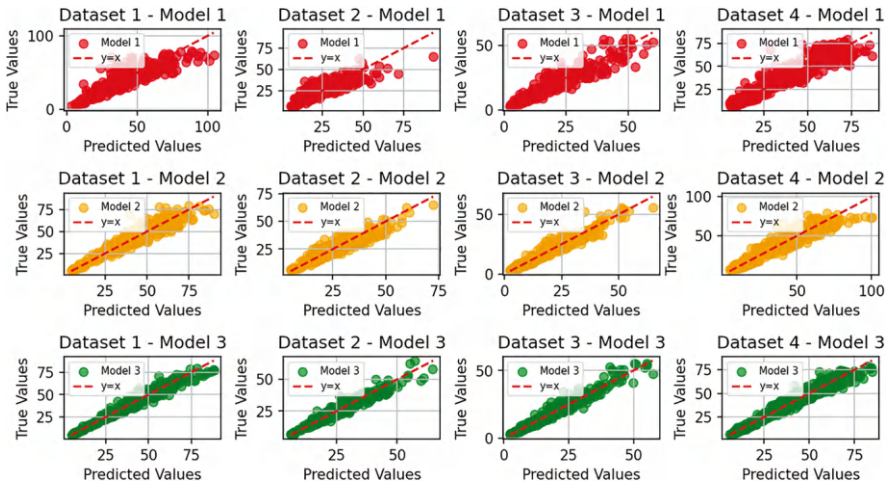 Dataset 1 - Model 1
True Values
100
0
Model 1
y=x
0
50
100
Predicted Values
Dataset 2 - Model 1
True Values
75
50
25
Model 1
y=x
25
50
75
Predicted Values
Dataset 3 - Model 1
True Values
50
0
Model 1
y=x
0
25
50
Predicted Values
Dataset 4 - Model 1
True Values
75
50
25
Model 1
y=x
25
50
75
Predicted Values
Dataset 1 - Model 2
True Values
75
50
25
Model 2
y=x
25
50
75
Predicted Values
Dataset 2 - Model 2
True Values
75
50
25
Model 2
y=x
25
50
75
Predicted Values
Dataset 3 - Model 2
True Values
50
0
Model 2
y=x
0
25
50
Predicted Values
Dataset 4 - Model 2
True Values
100
50
Model 2
y=x
50
100
Predicted Values
Dataset 1 - Model 3
True Values
75
50
25
Model 3
y=x
25
50
75
Predicted Values
Dataset 2 - Model 3
True Values
50
25
Model 3
y=x
25
50
Predicted Values
Dataset 3 - Model 3
True Values
50
0
Model 3
y=x
0
20
40
Predicted Values
Dataset 4 - Model 3
True Values
75
50
25
Model 3
y=x
25
50
75
Predicted Values